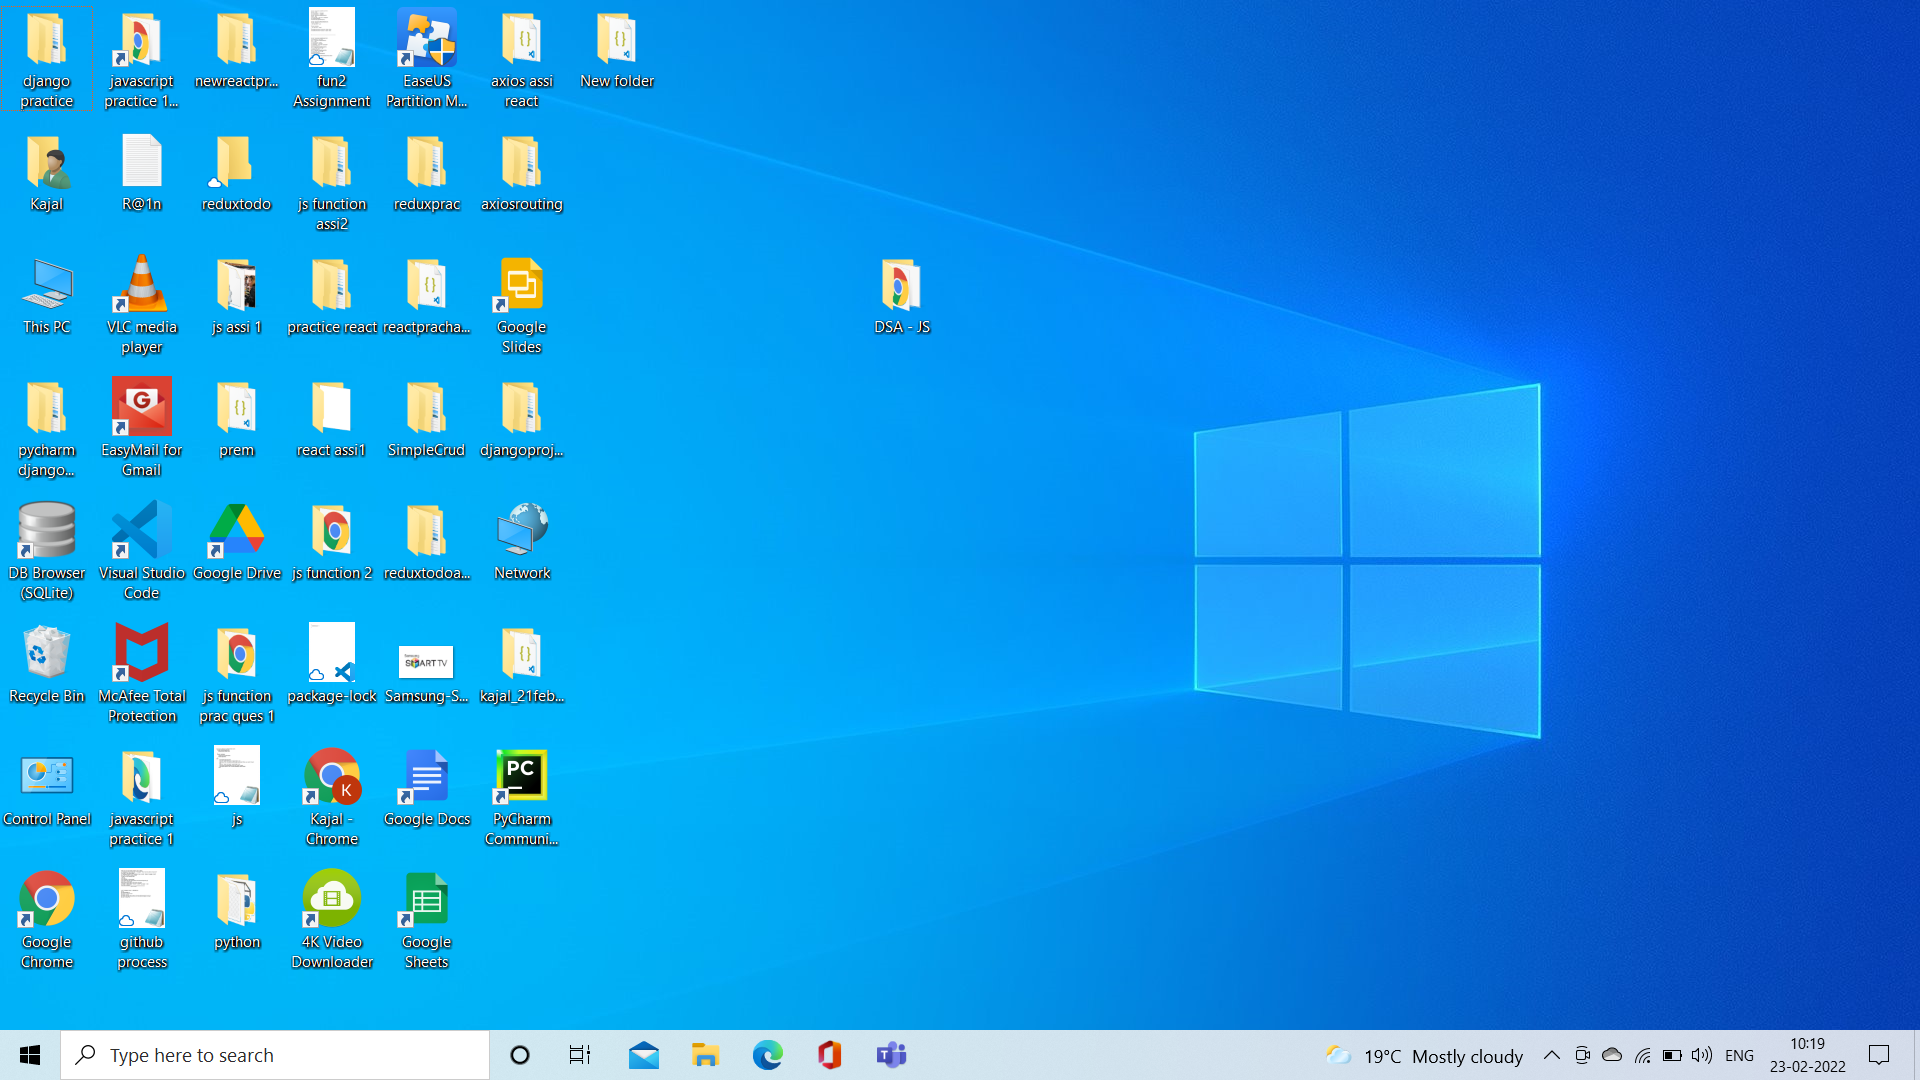 django
practice
javascript
practice 1...
newreactpr...
fun2
Assignment
EaseUS
Partition M...
axios assi
react
New folder
Kajal
R@1n
reduxtodo
js function
assi2
reduxprac
axiosrouting
This PC
VLC media
player
js assi 1
practice react
reactpracha...
Google
Slides
DSA - JS
pycharm
django...
EasyMail for
Gmail
prem
react assi1
SimpleCrud
djangoproj...
DB Browser
(SQLite)
Visual Studio
Code
Google Drive
js function 2
reduxtodoa...
Network
Recycle Bin
McAfee Total
Protection
js function
prac ques 1
package-lock
SMART TV
Samsung-S...
kajal_21feb...
Control Panel
javascript
practice 1
js
K
Kajal -
Chrome
Google Docs
PC
PyCharm
Communi...
Google
Chrome
github
process
python
4K Video
Downloader
Google
Sheets
Type here to search
19°C Mostly cloudy
ENG
10:19
23-02-2022